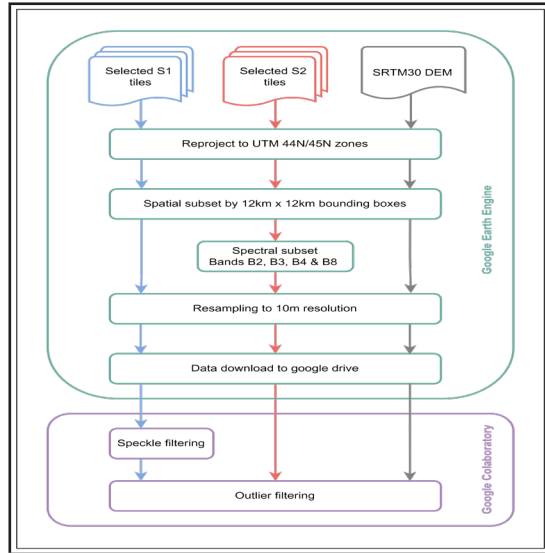 Selected S1
tiles
Selected S2
tiles
SRTM30 DEM
Reproject to UTM 44N/45N zones
Spatial subset by 12km x 12km bounding boxes
Spectral subset
Bands B2, B3, B4 & B8
Resampling to 10m resolution
Data download to google drive
Google Earth Engine
Speckle filtering
Outlier filtering
Google Colaboratory